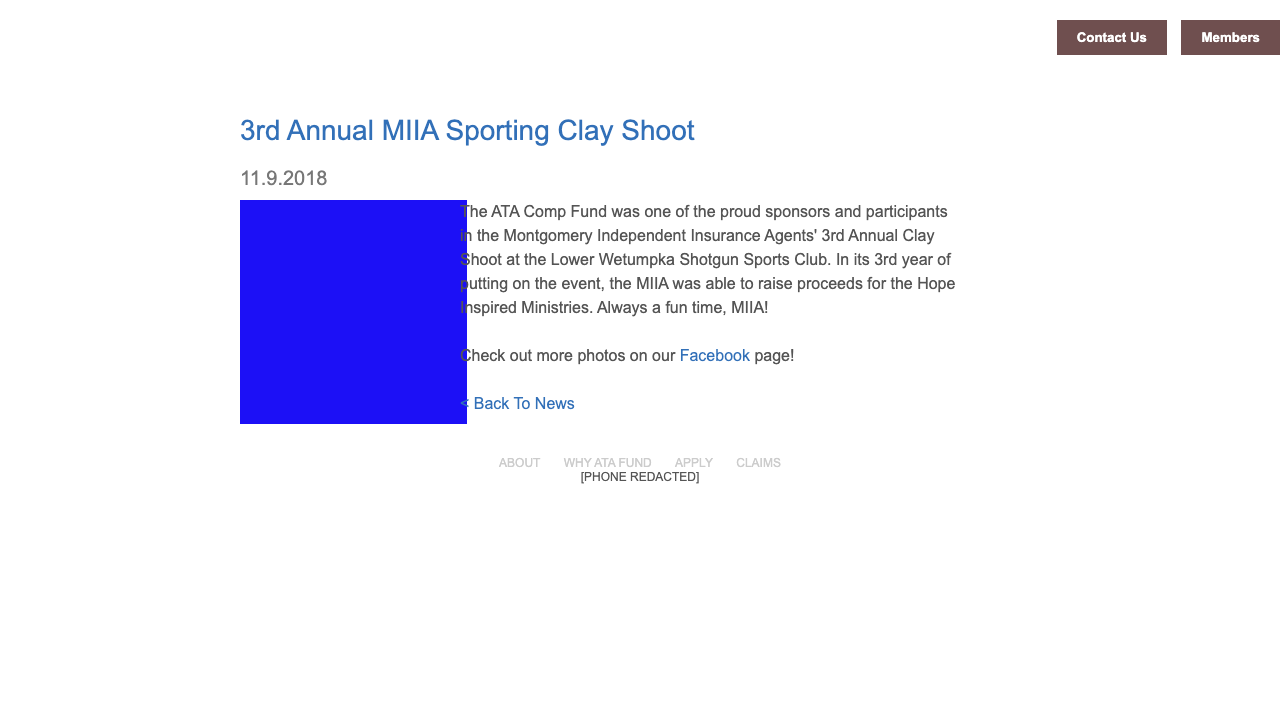 Contact Us
Members
3rd Annual MIIA Sporting Clay Shoot
11.9.2018
The ATA Comp Fund was one of the proud sponsors and participants
in the Montgomery Independent Insurance Agents' 3rd Annual Clay
Shoot at the Lower Wetumpka Shotgun Sports Club. In its 3rd year of
putting on the event, the MIIA was able to raise proceeds for the Hope
Inspired Ministries. Always a fun time, MIIA!
Check out more photos on our Facebook page!
< Back To News
ABOUT WHY ATA FUND APPLY CLAIMS
[PHONE REDACTED]